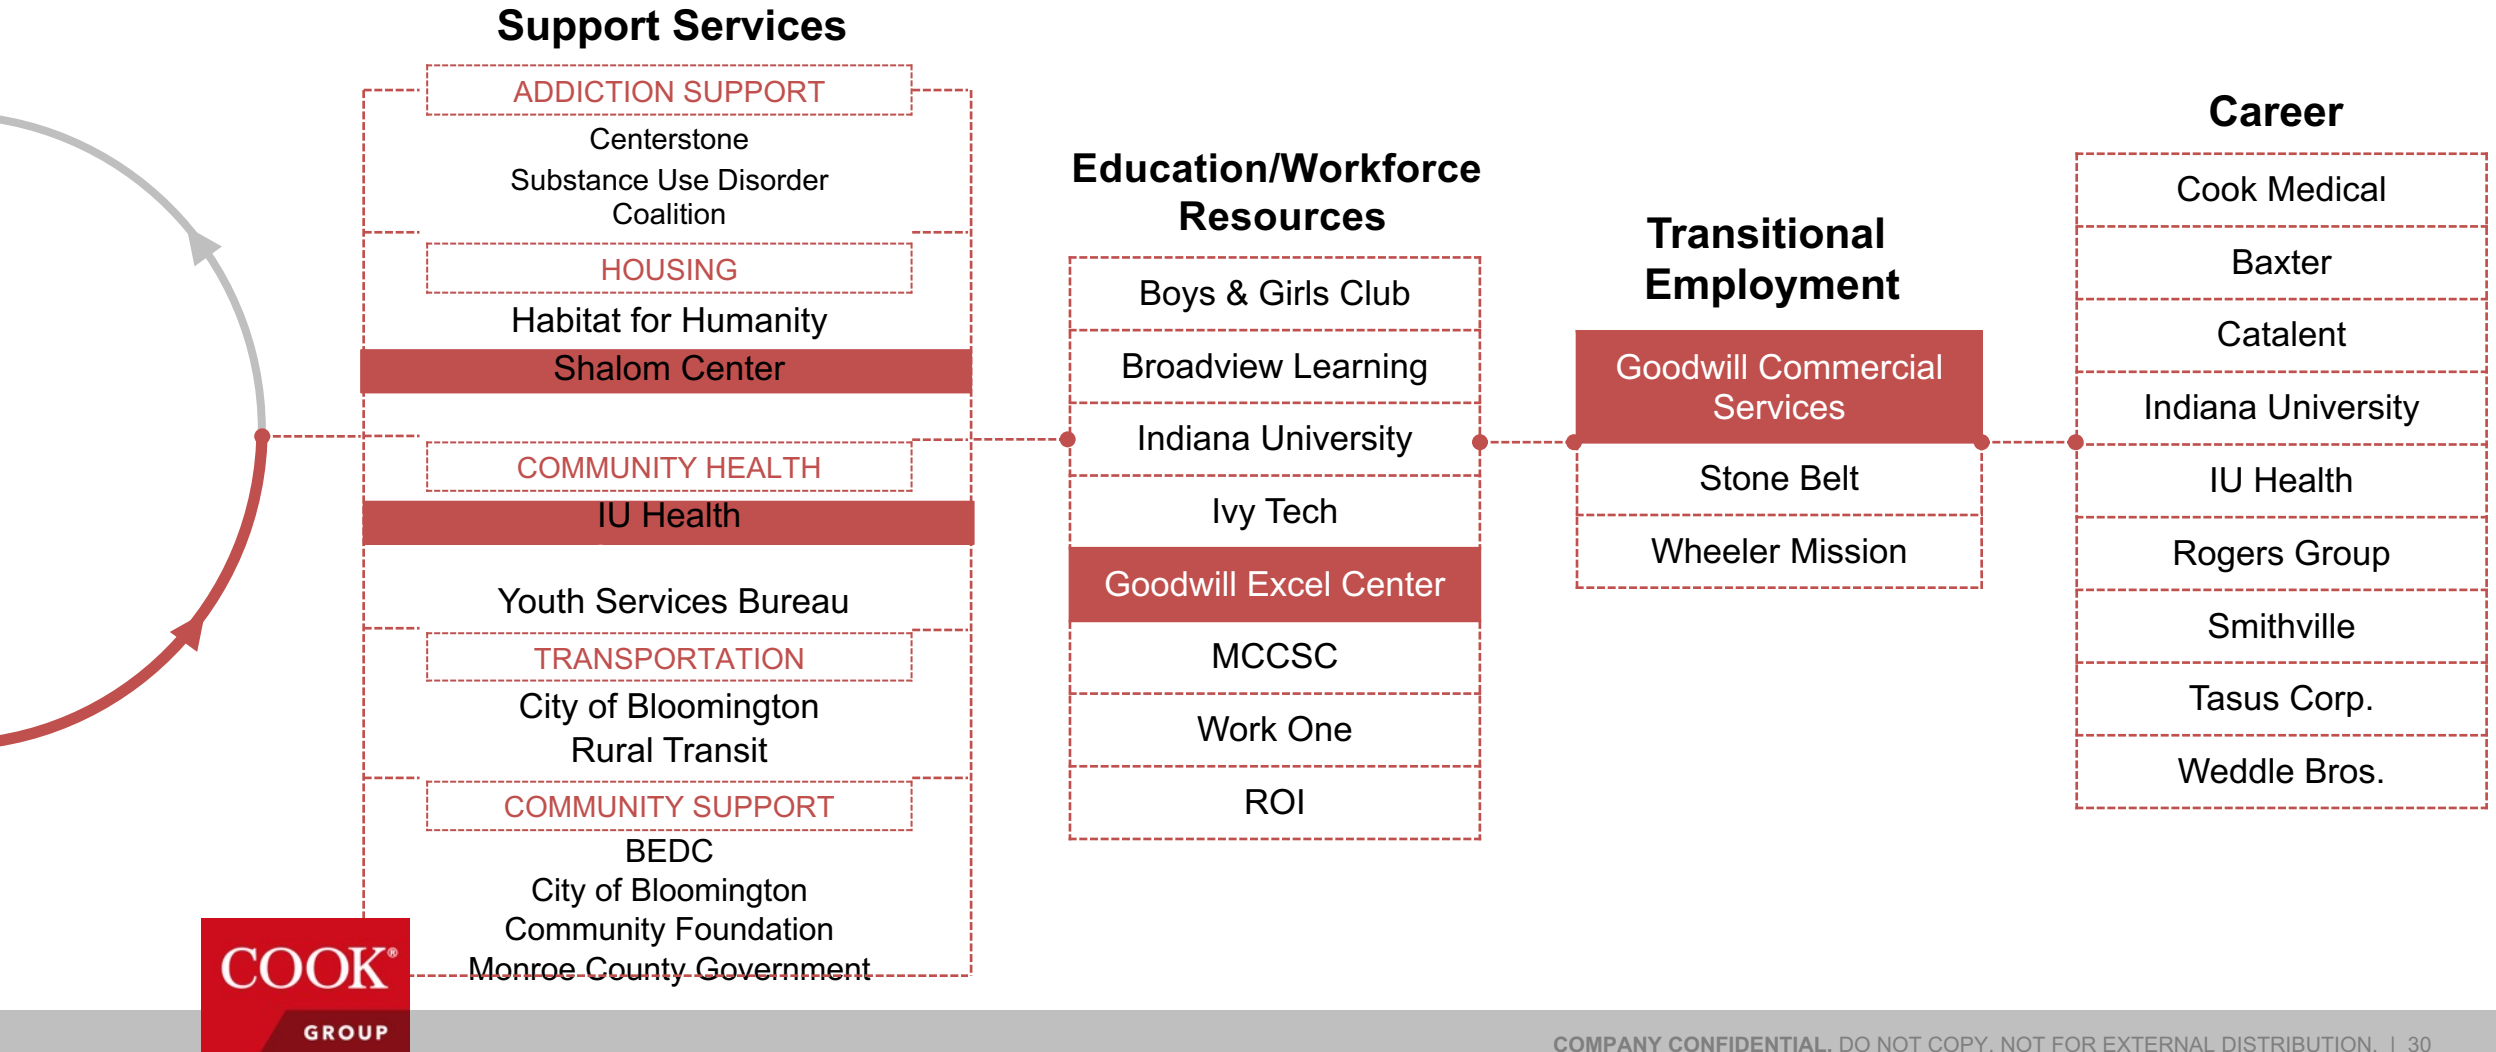 Support Services
ADDICTION SUPPORT
Centerstone
Substance Use Disorder
Coalition
HOUSING
Habitat for Humanity
Shalom Center
COMMUNITY HEALTH
IU Health
Youth Services Bureau
TRANSPORTATION
City of Bloomington
Rural Transit
COMMUNITY SUPPORT
BEDC
City of Bloomington
Community Foundation
Monroe County Government
Education/Workforce
Resources
Boys & Girls Club
Broadview Learning
Indiana University
Ivy Tech
Goodwill Excel Center
MCCSC
Work One
ROI
Transitional
Employment
Goodwill Commercial
Services
Stone Belt
Wheeler Mission
Career
Cook Medical
Baxter
Catalent
Indiana University
IU Health
Rogers Group
Smithville
Tasus Corp.
Weddle Bros.
COOK®
GROUP
COMPANY CONFIDENTIAL. DO NOT COPY. NOT FOR EXTERNAL DISTRIBUTION. | 30